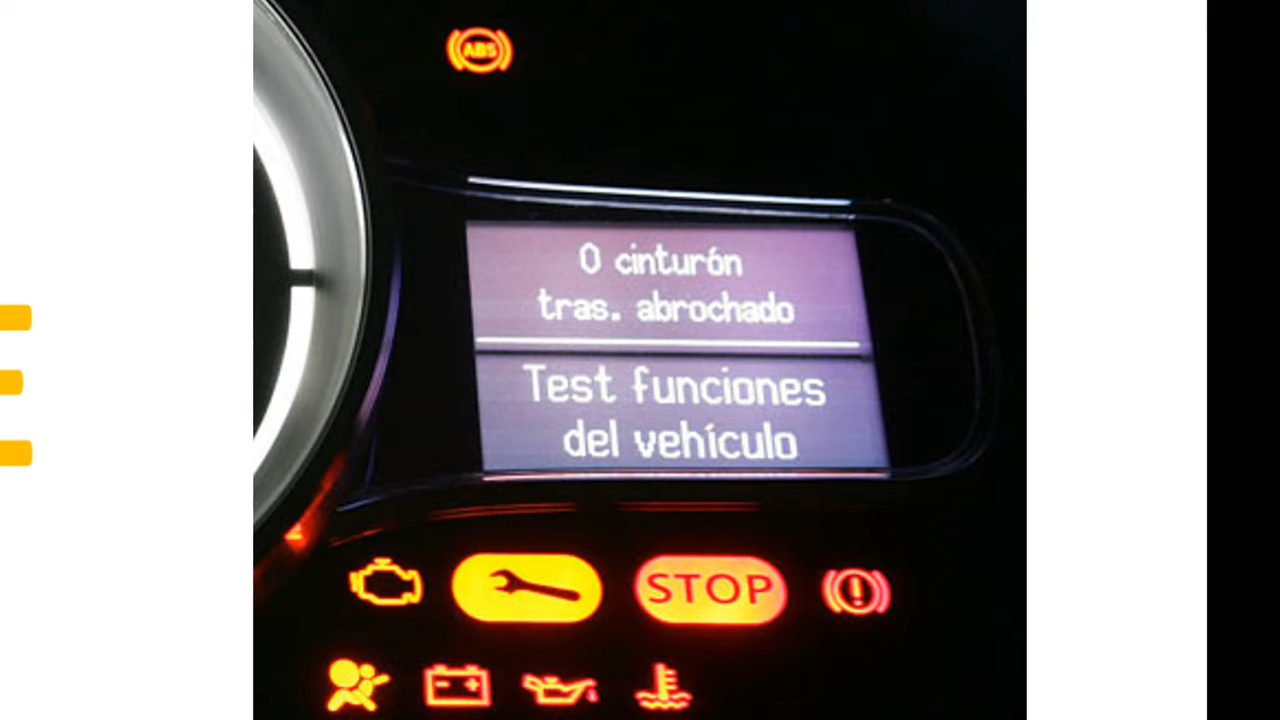 ABS
0 cinturón
tras. abrochado
Test funciones
del vehículo
STOP